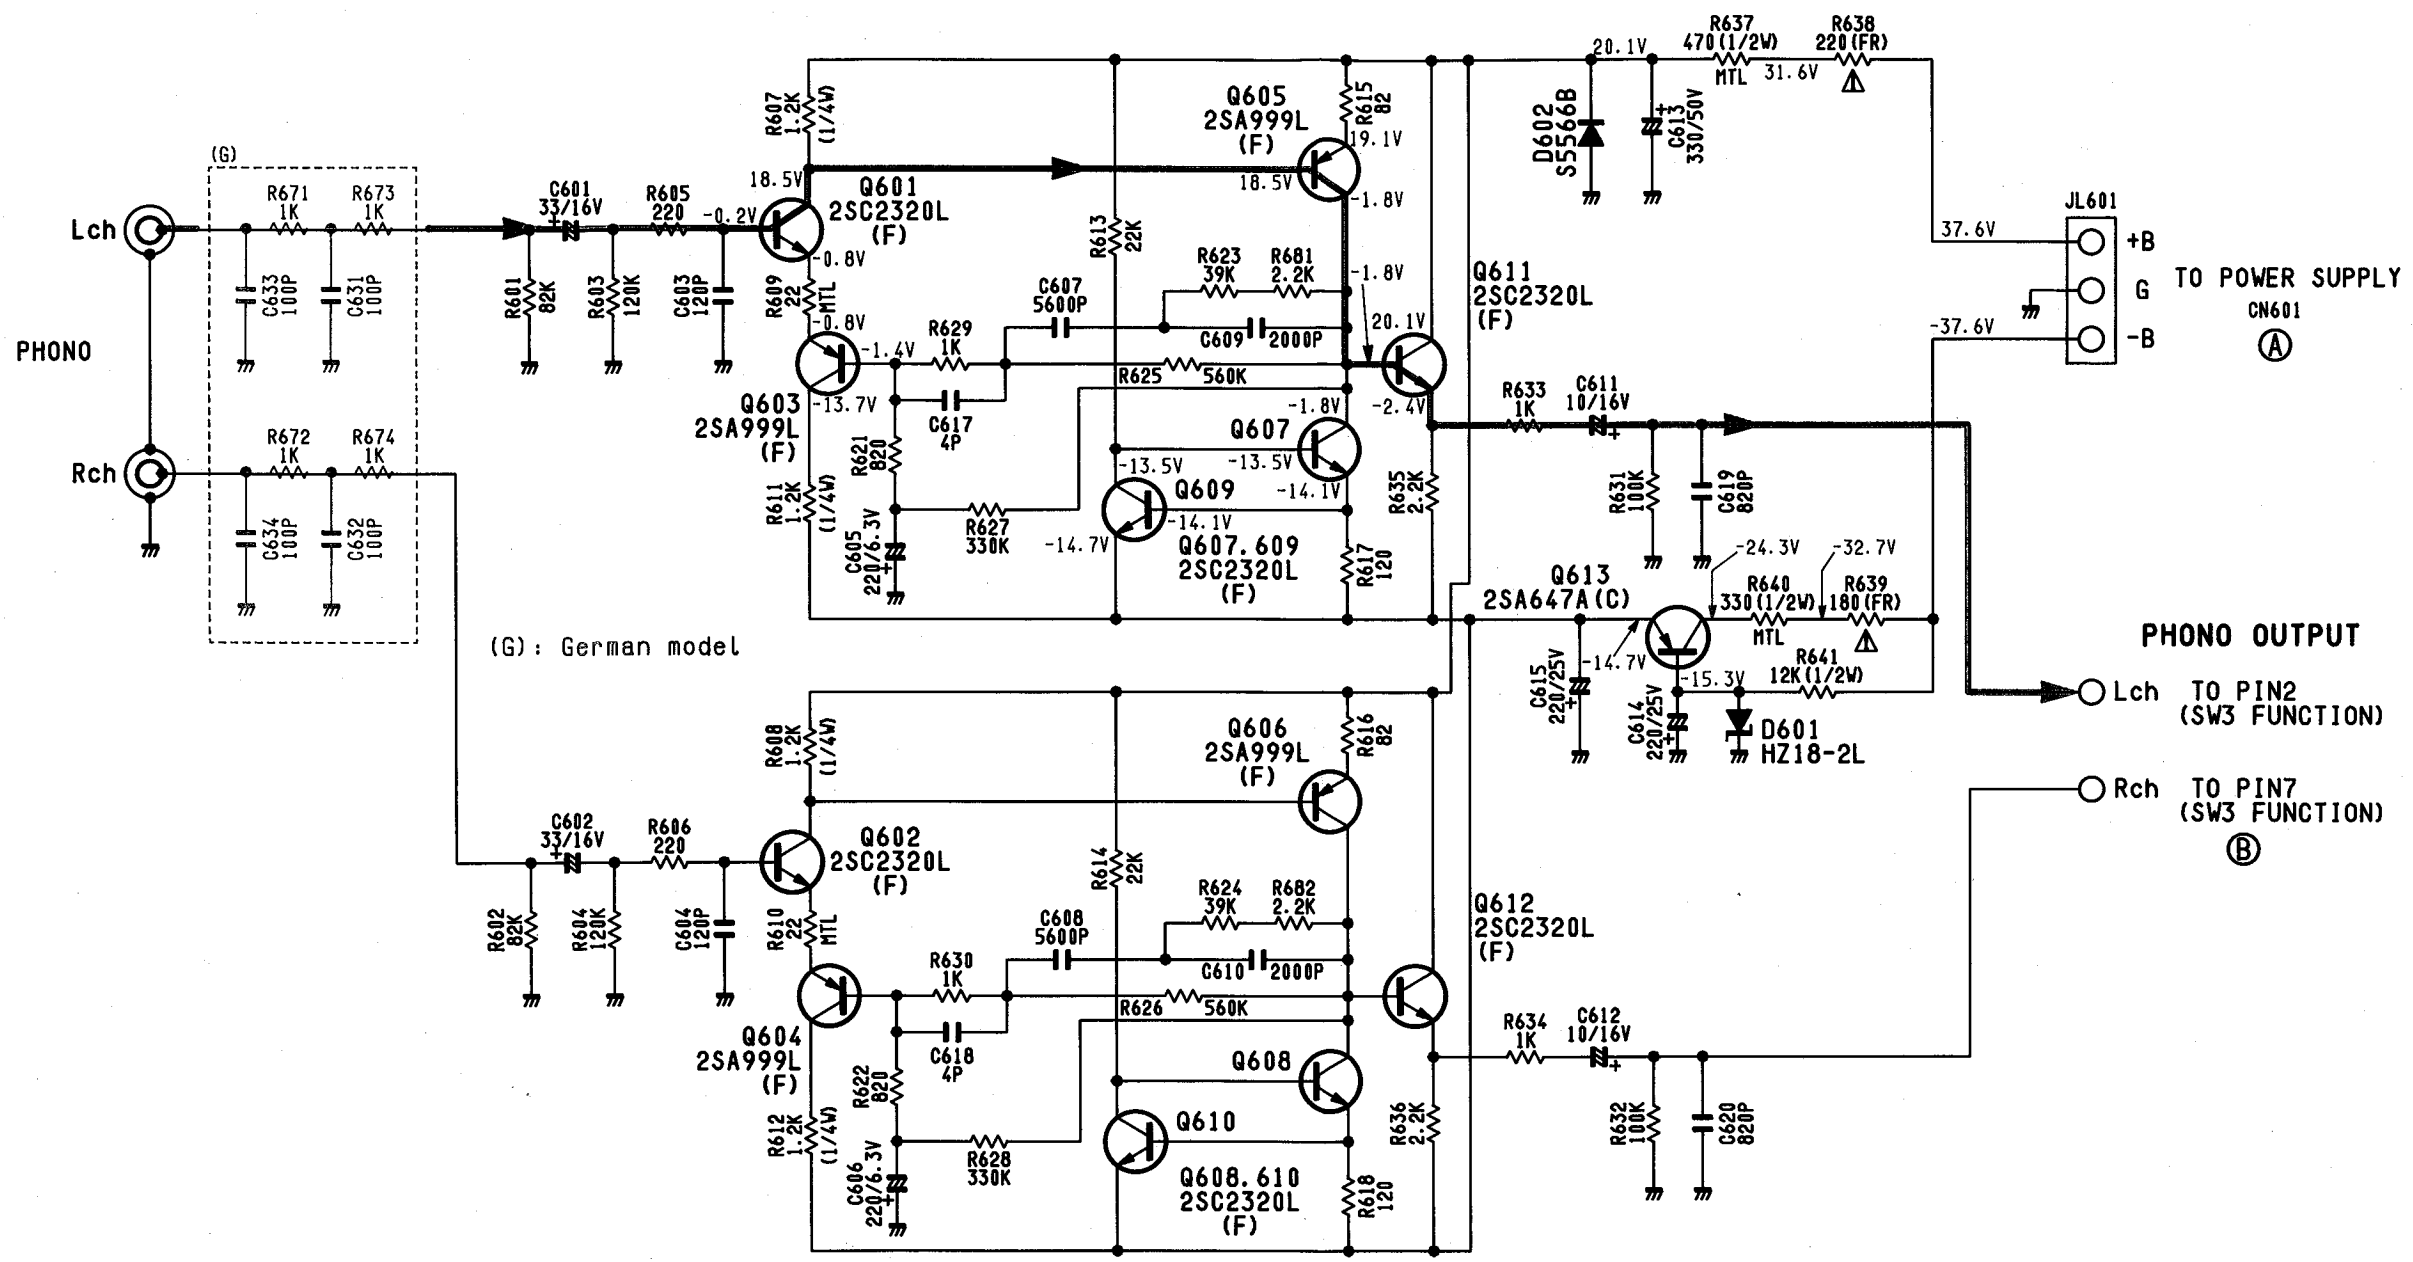 R637
470(1/2W)
MTL
R638
220(FR)
20.1V
31.6V
R607
1.2K
(1/4W)
Q605
2SA999L
(F)
R615
82
19.1V
D602
S5566B
C613
330/50V
+
(G)
R671
1K
R673
1K
C601
33/16V
+
R605
220
-0.2V
18.5V
Q601
2SC2320L
(F)
18.5V
-1.8V
JL601
Lch
37.6V
+B
R613
22K
-0.8V
C633
100P
C631
100P
R601
82K
R603
120K
C603
120P
R609
22
MTL
R623
39K
R681
2.2K
-1.8V
Q611
2SC2320L
(F)
C607
5600P
G
TO POWER SUPPLY
CN601
A
PHONO
-0.8V
-1.4V
R629
1K
C609
2000P
20.1V
-37.6V
-B
R625
560K
Q603
2SA999L
(F)
-13.7V
C617
4P
-1.8V
-2.4V
R633
1K
C611
10/16V
+
Q607
R672
1K
R674
1K
Rch
R621
820
-13.5V
-13.5V
-14.1V
Q609
R635
2.2K
R631
100K
C619
820P
R611
1.2K
(1/4W)
-14.1V
C634
100P
C632
100P
C605
220/6.3V
+
R627
330K
-14.7V
Q607.609
2SC2320L
(F)
R617
120
-24.3V
-32.7V
Q613
2SA647A(C)
R640
330(1/2W)
MTL
R639
180(FR)
(G): German model
-14.7V
C615
220/25V
+
-15.3V
R641
12K(1/2W)
PHONO OUTPUT
C614
220/25V
+
D601
HZ18-2L
Lch
TO PIN2
(SW3 FUNCTION)
R608
1.2K
(1/4W)
Q606
2SA999L
(F)
R616
82
Rch
TO PIN7
(SW3 FUNCTION)
B
C602
33/16V
+
R606
220
Q602
2SC2320L
(F)
R614
22K
R602
82K
R604
120K
C604
120P
R610
22
MTL
R624
39K
R682
2.2K
Q612
2SC2320L
(F)
C608
5600P
R630
1K
C610
2000P
R626
560K
Q604
2SA999L
(F)
C618
4P
R634
1K
C612
10/16V
+
Q608
R622
820
R612
1.2K
(1/4W)
Q610
R636
2.2K
R632
100K
C620
820P
C606
220/6.3V
+
R628
330K
Q608.610
2SC2320L
(F)
R618
120